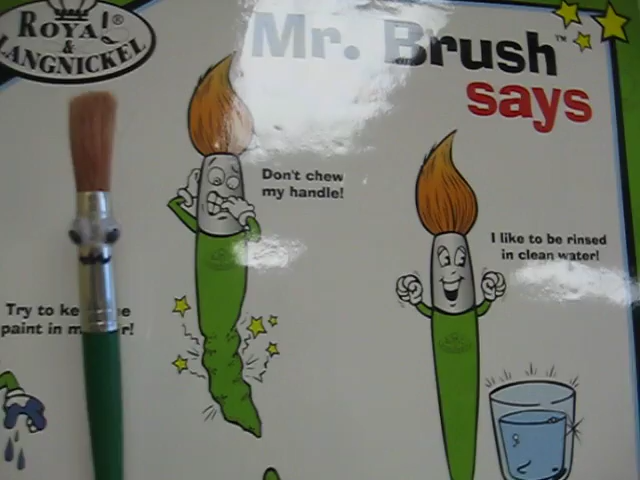 ROYAL®
&
LANGNICKEL
Mr. Brush™
says
Don't chew
my handle!
I like to be rinsed
in clean water!
Try to
paint in